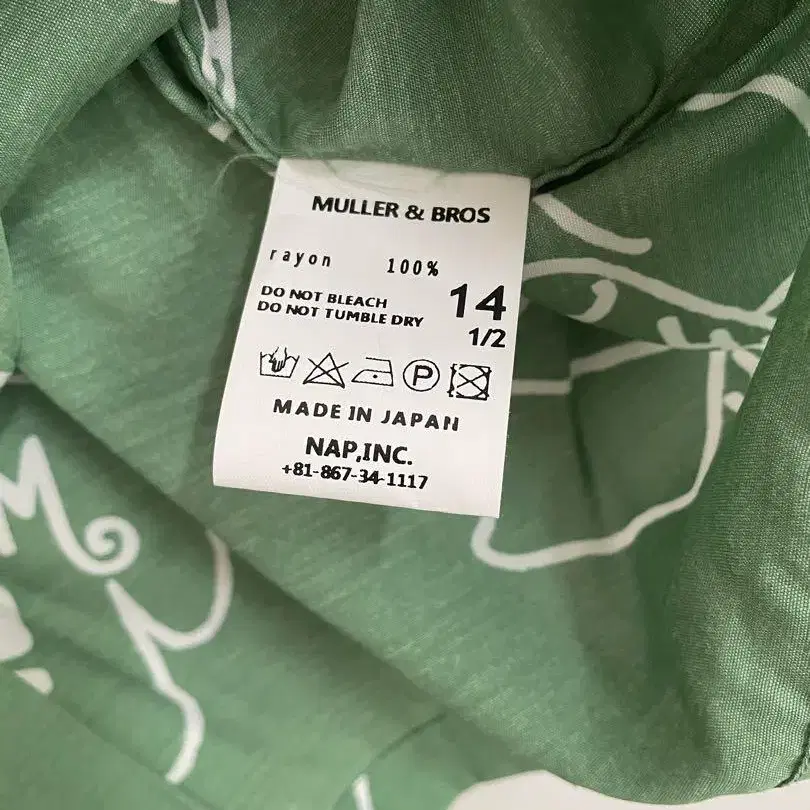 MULLER & BROS
rayon 100%
DO NOT BLEACH
DO NOT TUMBLE DRY
14
1/2
P
MADE IN JAPAN
NAP,INC.
+81-867-34-1117